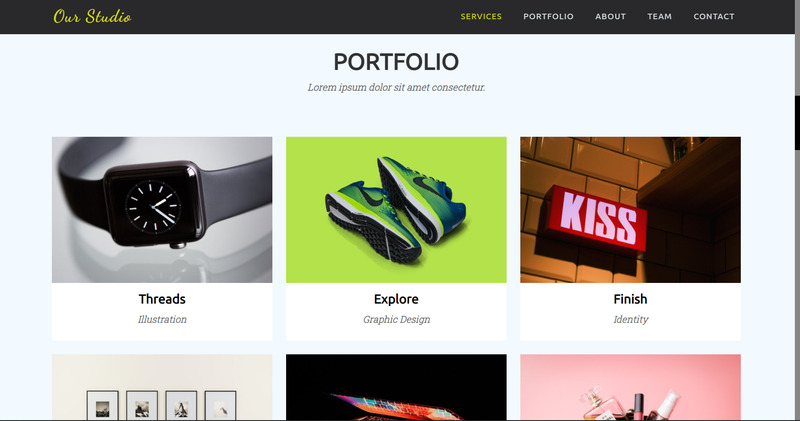 Our Studio
SERVICES PORTFOLIO ABOUT TEAM CONTACT
PORTFOLIO
Lorem ipsum dolor sit amet consectetur.
KISS
Threads
Illustration
Explore
Graphic Design
Finish
Identity